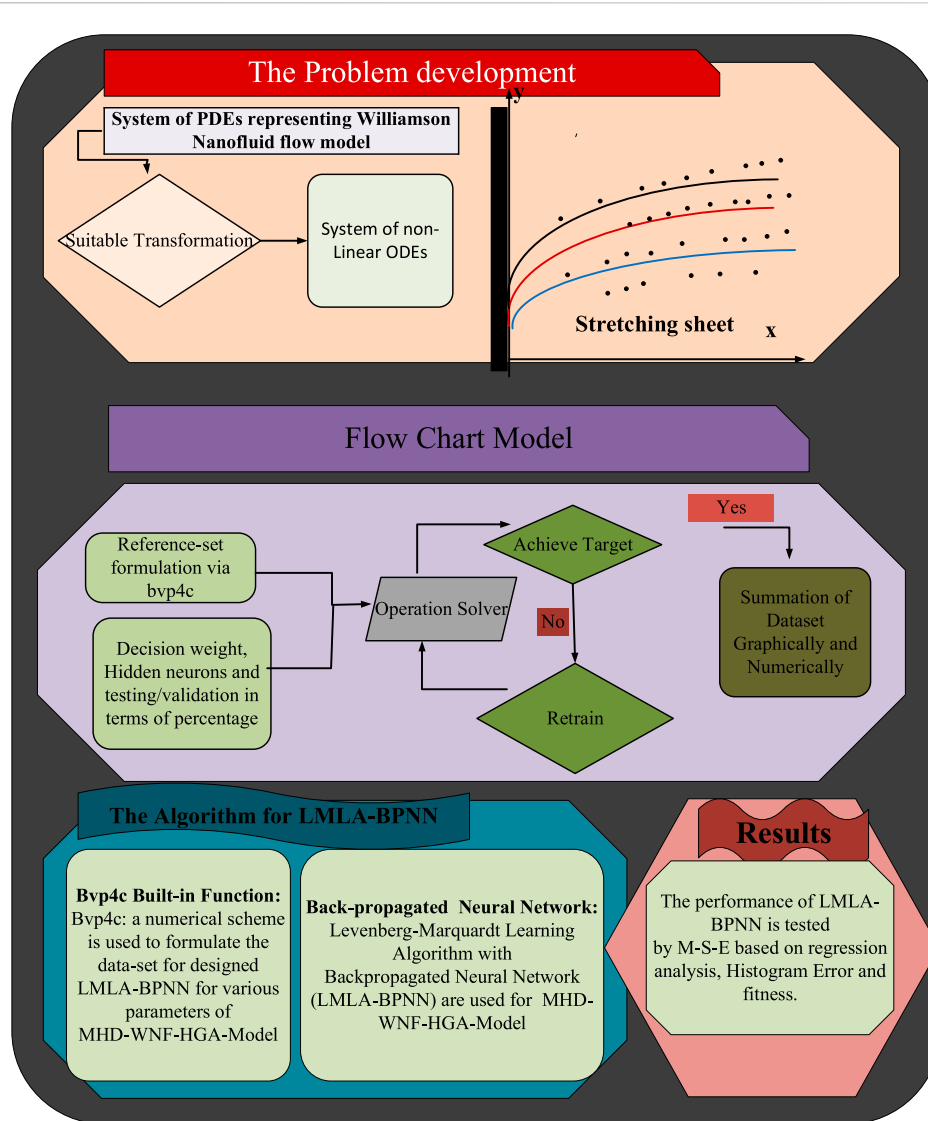 The Problem development
System of PDEs representing Williamson
Nanofluid flow model
Suitable Transformation
System of non-
Linear ODEs
y
Stretching sheet
x
Flow Chart Model
Reference-set
formulation via
bvp4c
Decision weight,
Hidden neurons and
testing/validation in
terms of percentage
Operation Solver
Achieve Target
No
Retrain
Yes
Summation of
Dataset
Graphically and
Numerically
The Algorithm for LMLA-BPNN
Bvp4c Built-in Function:
Bvp4c: a numerical scheme
is used to formulate the
data-set for designed
LMLA-BPNN for various
parameters of
MHD-WNF-HGA-Model
Back-propagated Neural Network:
Levenberg-Marquardt Learning
Algorithm with
Backpropagated Neural Network
(LMLA-BPNN) are used for MHD-
WNF-HGA-Model
Results
The performance of LMLA-
BPNN is tested
by M-S-E based on regression
analysis, Histogram Error and
fitness.